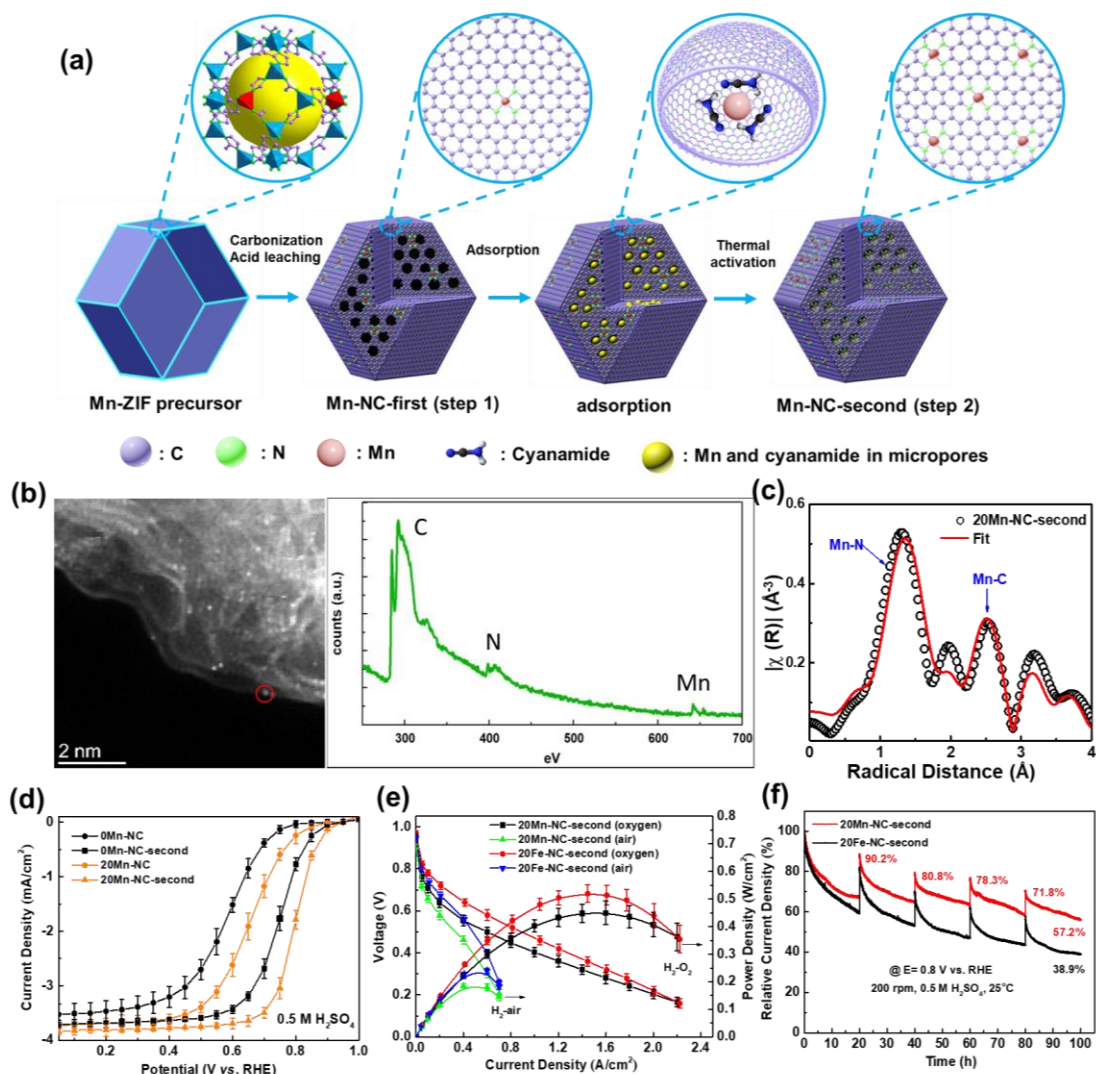 (a)
Carbonization
Acid leaching
Adsorption
Thermal
activation
Mn-ZIF precursor
Mn-NC-first (step 1)
adsorption
Mn-NC-second (step 2)
: C
: N
: Mn
: Cyanamide
: Mn and cyanamide in micropores
(b)
2 nm
counts (a.u.)
C
N
Mn
300
400
500
600
700
eV
(c)
0.6
0.4
0.2
|χ (R)| (Å-3)
20Mn-NC-second
Fit
Mn-N
Mn-C
0
1
2
3
4
Radical Distance (Å)
(d)
0
-1
-2
-3
-4
Current Density (mA/cm2)
0Mn-NC
0Mn-NC-second
20Mn-NC
20Mn-NC-second
0.5 M H2SO4
0.2
0.4
0.6
0.8
1.0
Potential (V vs. RHE)
(e)
1.0
0.8
0.6
0.4
0.2
0.0
Voltage (V)
20Mn-NC-second (oxygen)
20Mn-NC-second (air)
20Fe-NC-second (oxygen)
20Fe-NC-second (air)
H2-O2
H2-air
0.8
0.7
0.6
0.5
0.4
0.3
0.2
0.1
0.0
Power Density (W/cm2)
0.0
0.4
0.8
1.2
1.6
2.0
2.4
Current Density (A/cm2)
(f)
100
80
60
40
20
0
Relative Current Density (%)
20Mn-NC-second
20Fe-NC-second
90.2%
80.8%
78.3%
71.8%
57.2%
38.9%
@ E= 0.8 V vs. RHE
200 rpm, 0.5 M H2SO4, 25°C
0
10
20
30
40
50
60
70
80
90
100
Time (h)